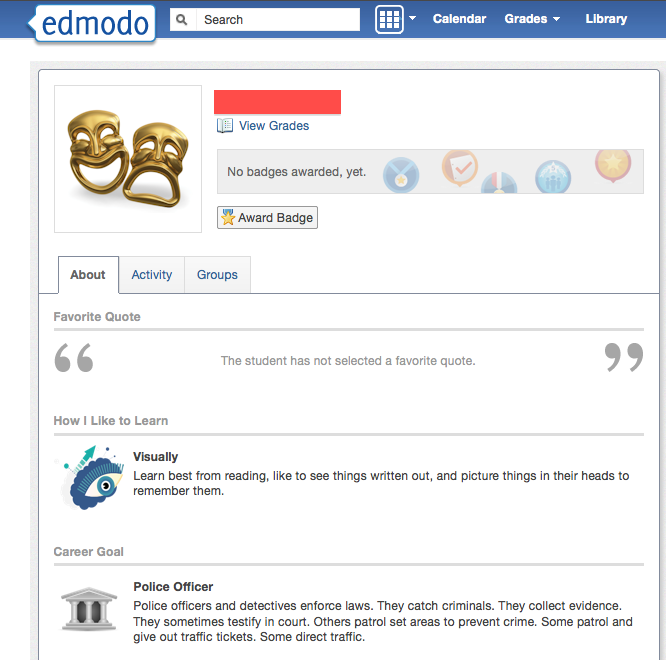 edmodo
Search
Calendar
Grades
Library
View Grades
No badges awarded, yet.
Award Badge
About
Activity
Groups
Favorite Quote
“
The student has not selected a favorite quote.
”
How I Like to Learn
Visually
Learn best from reading, like to see things written out, and picture things in their heads to
remember them.
Career Goal
Police Officer
Police officers and detectives enforce laws. They catch criminals. They collect evidence.
They sometimes testify in court. Others patrol set areas to prevent crime. Some patrol and
give out traffic tickets. Some direct traffic.